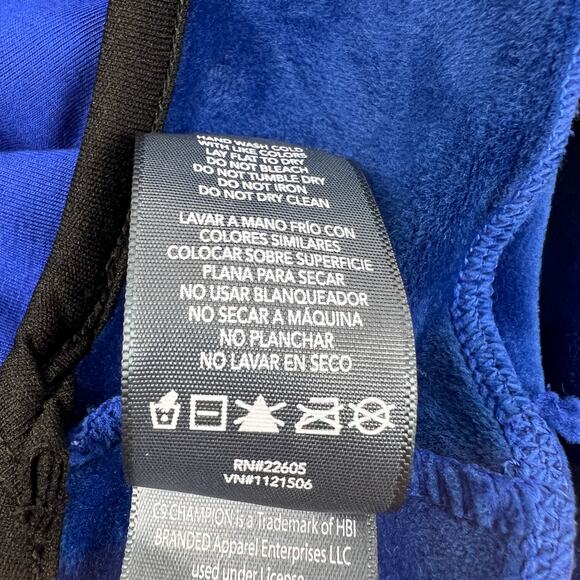 HAND WASH COLD
WITH LIKE COLORS
LAY FLAT TO DRY
DO NOT BLEACH
DO NOT TUMBLE DRY
DO NOT IRON
DO NOT DRY CLEAN
LAVAR A MANO FRÍO CON
COLORES SIMILARES
COLOCAR SOBRE SUPERFICIE
PLANA PARA SECAR
NO USAR BLANQUEADOR
NO SECAR A MÁQUINA
NO PLANCHAR
NO LAVAR EN SECO
RN#22605
VN#1121506
C9 CHAMPION is a Trademark of HBI
BRANDED Apparel Enterprises LLC
used under License